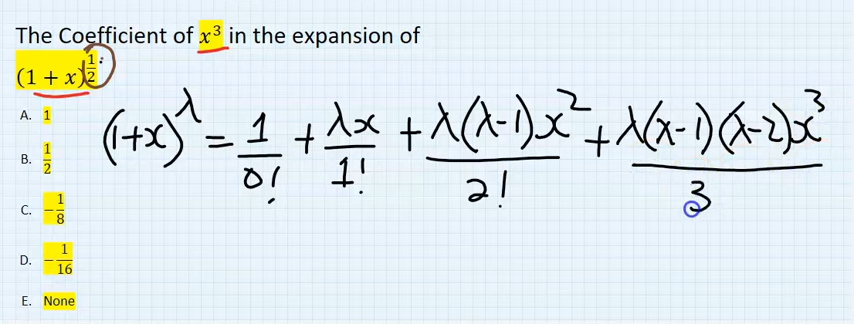 The Coefficient of x³ in the expansion of
(1 + x)^{1/2}:
A. 1
B. 1/2
C. -1/8
D. -1/16
E. None
(1+x)^λ = 1/0! + λx/1! + λ(λ-1)x²/2! + λ(λ-1)(λ-2)x³/3